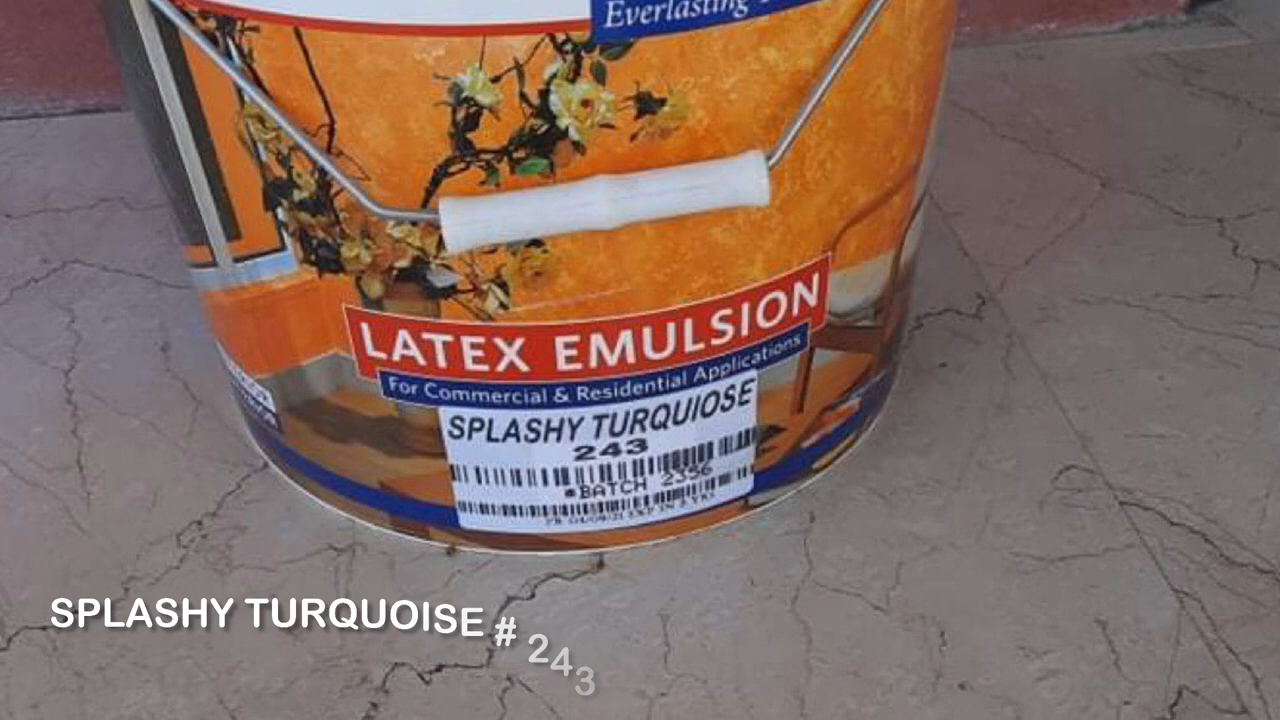 Everlasting
LATEX EMULSION
For Commercial & Residential Applications
SPLASHY TURQUIOSE
243
*BATCH 2356
SPLASHY TURQUOISE # 243